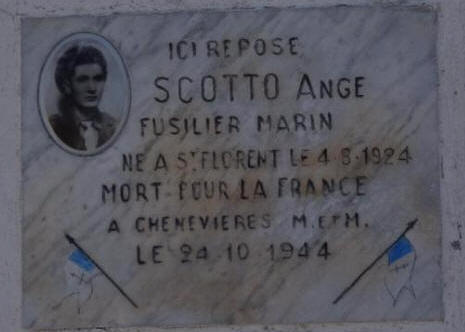 ICI REPOSE
SCOTTO ANGE
FUSILIER MARIN
NE A ST FLORENT LE 4-8-1924
MORT POUR LA FRANCE
A CHENEVIERES M. ET M.
LE 24 10 1944